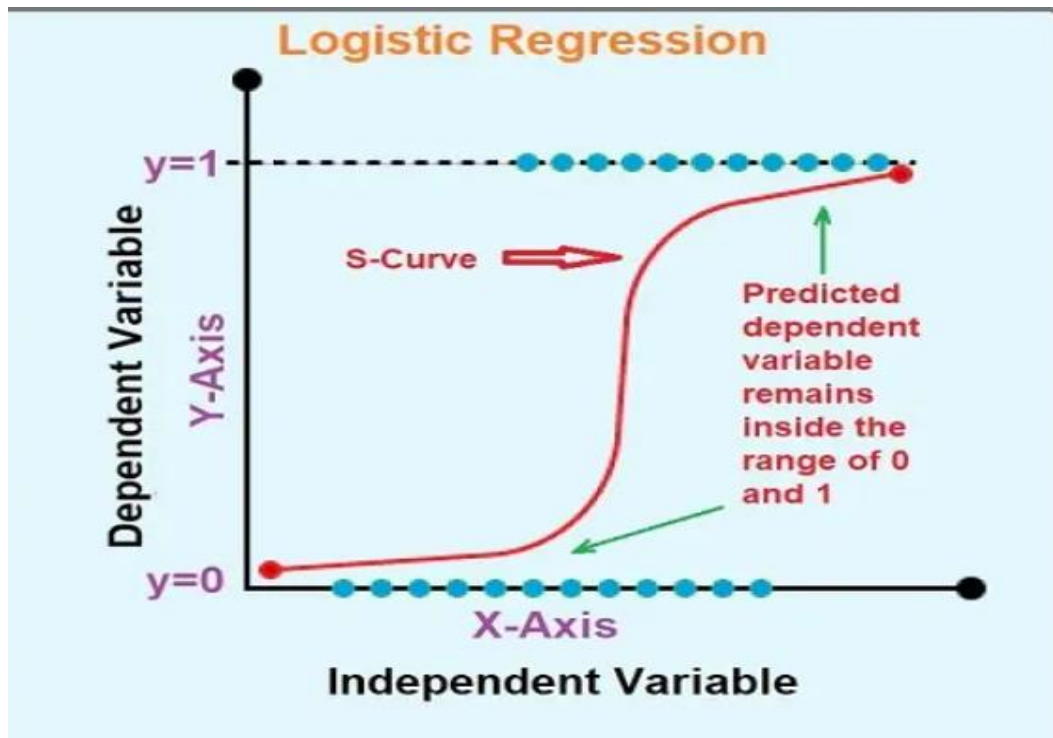 Logistic Regression
y=1
Dependent Variable
Y-Axis
S-Curve
Predicted
dependent
variable
remains
inside the
range of 0
and 1
y=0
X-Axis
Independent Variable